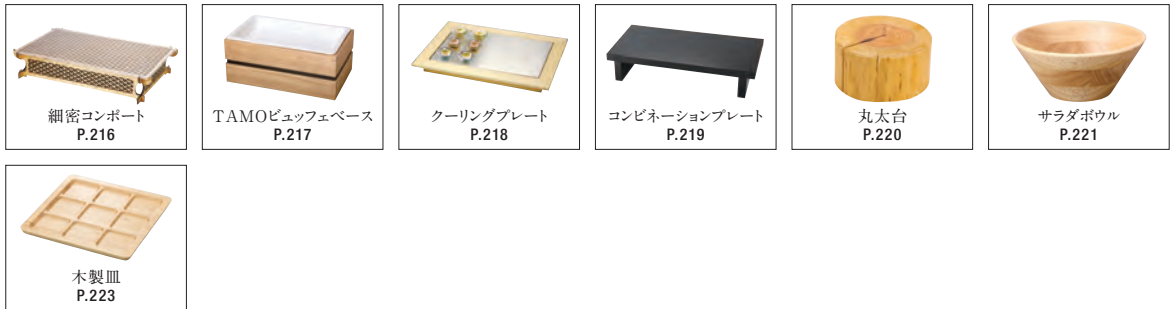 細密コンポート
P.216
TAMOビュッフェベース
P.217
クーリングプレート
P.218
コンビネーションプレート
P.219
丸太台
P.220
サラダボウル
P.221
木製皿
P.223